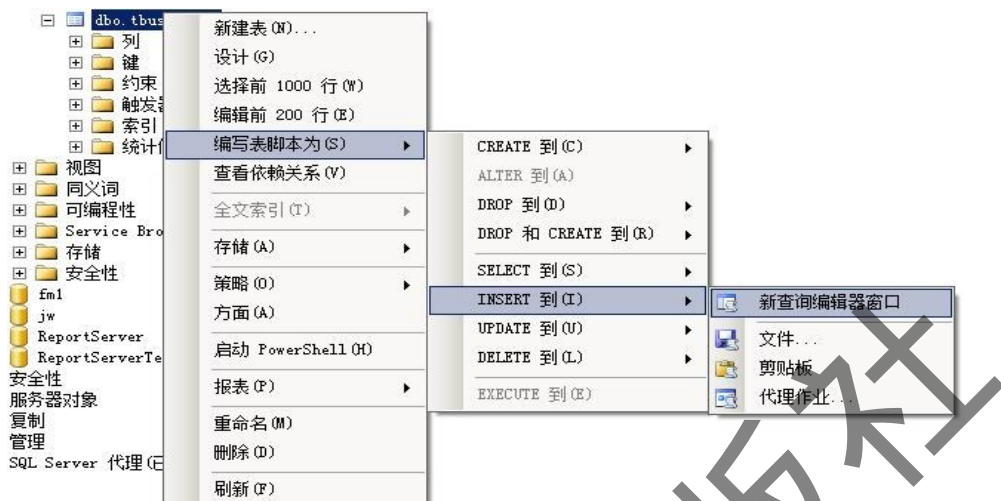 dbo.tbus
列
键
约束
触发器
索引
统计信
视图
同义词
可编程性
Service Bro
存储
安全性
fm1
jw
ReportServer
ReportServerTe
安全性
服务器对象
复制
管理
SQL Server 代理(已
新建表(N)...
设计(G)
选择前 1000 行(W)
编辑前 200 行(E)
编写表脚本为(S)
查看依赖关系(V)
全文索引(T)
存储(A)
策略(O)
方面(A)
启动 PowerShell(H)
报表(P)
重命名(M)
删除(D)
刷新(F)
CREATE 到(C)
ALTER 到(A)
DROP 到(D)
DROP 和 CREATE 到(R)
SELECT 到(S)
INSERT 到(I)
UPDATE 到(U)
DELETE 到(L)
EXECUTE 到(E)
新查询编辑器窗口
文件...
剪贴板
代理作业...
版社